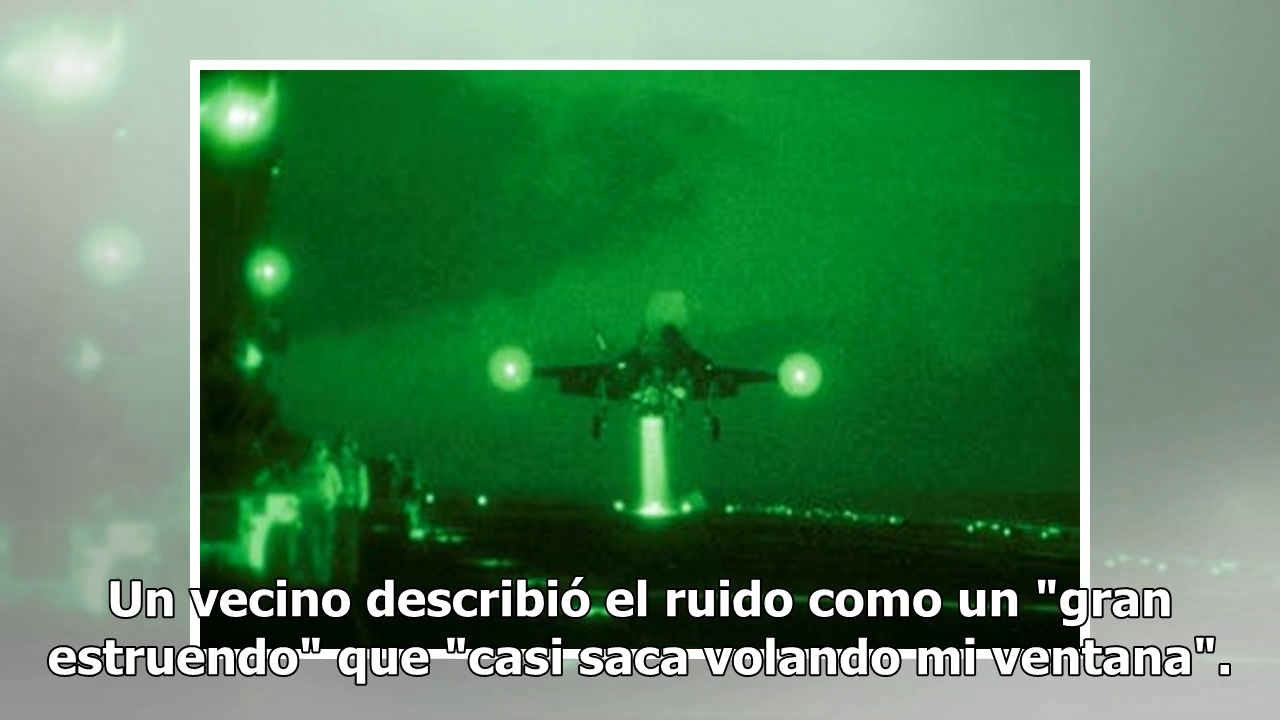 Un vecino describió el ruido como un "gran
estruendo" que "casi saca volando mi ventana".